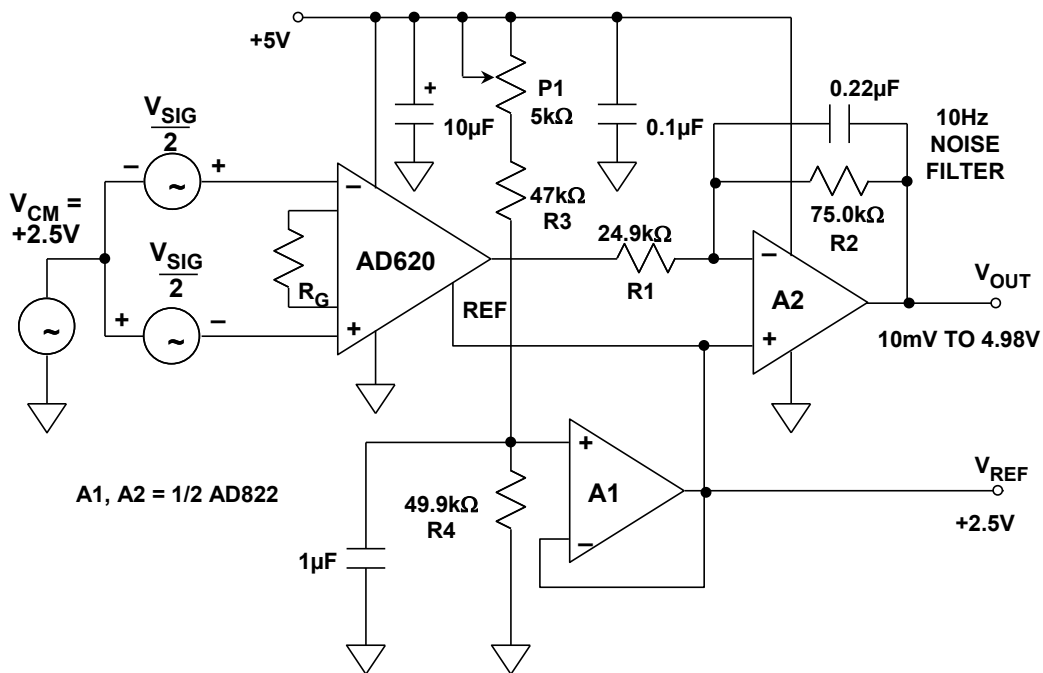 +5V
P1
5kΩ
+
10µF
0.1µF
0.22µF
10Hz
NOISE
FILTER
V_SIG
2
−
+
~
V_CM =
+2.5V
~
V_SIG
2
+
−
~
−
+
R_G
AD620
REF
47kΩ
R3
24.9kΩ
R1
75.0kΩ
R2
−
+
A2
V_OUT
10mV TO 4.98V
A1, A2 = 1/2 AD822
49.9kΩ
R4
1µF
+
−
A1
V_REF
+2.5V